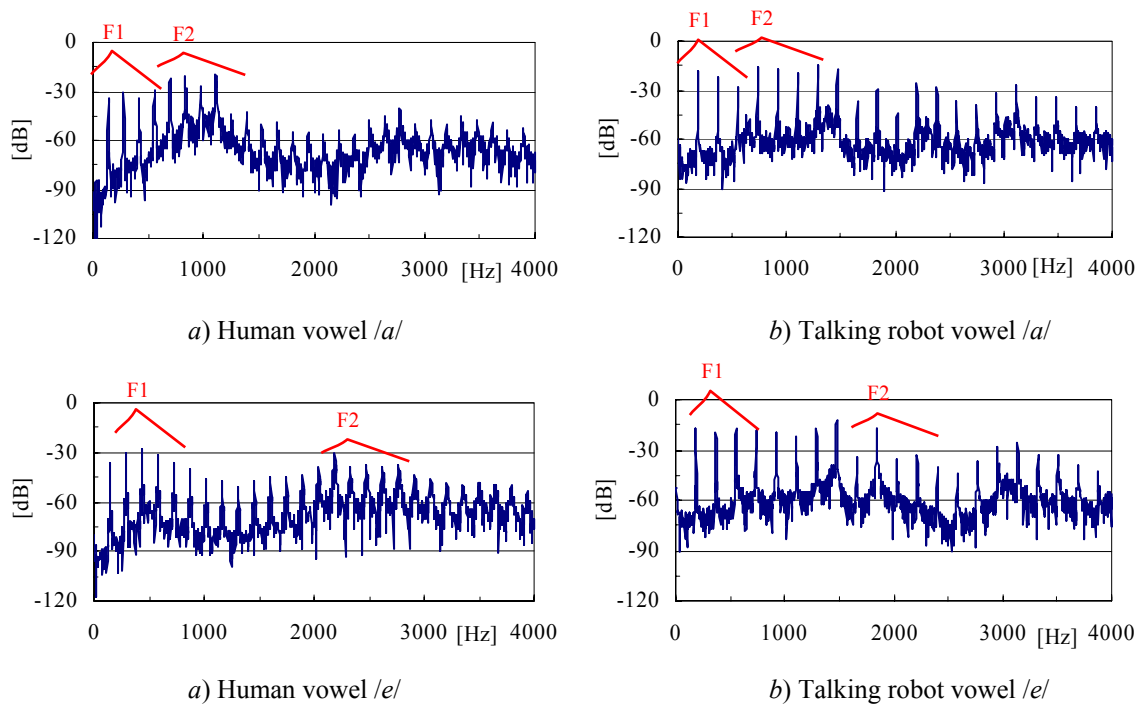 F1
F2
F1
F2
0
-30
-60
-90
-120
[dB]
0
1000
2000
3000
[Hz]
4000
0
-30
-60
-90
-120
[dB]
0
1000
2000
3000
[Hz]
4000
a) Human vowel /a/
b) Talking robot vowel /a/
F1
F2
F1
F2
0
-30
-60
-90
-120
[dB]
0
1000
2000
3000
[Hz]
4000
0
-30
-60
-90
-120
[dB]
0
1000
2000
3000
[Hz]
4000
a) Human vowel /e/
b) Talking robot vowel /e/